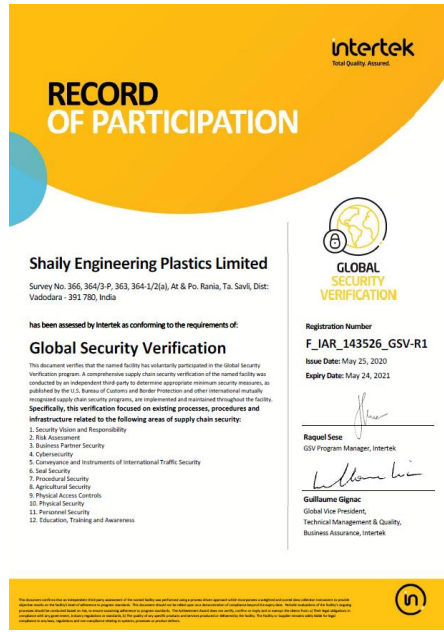 intertek
Total Quality. Assured.
RECORD
OF PARTICIPATION
Shaily Engineering Plastics Limited
Survey No. 366, 364/3-P, 363, 364-1/2(a), At & Po. Rania, Ta. Savli, Dist:
Vadodara - 391 780, India
has been assessed by Intertek as conforming to the requirements of:
Global Security Verification
This document verifies that the named facility has voluntarily participated in the Global Security
Verification program. A comprehensive supply chain security verification of the named facility was
conducted by an independent third-party to determine appropriate minimum security measures, as
published by the U.S. Bureau of Customs and Border Protection and other international mutually
recognized supply chain security programs, are implemented and maintained throughout the facility.
Specifically, this verification focused on existing processes, procedures and
infrastructure related to the following areas of supply chain security:
1. Security Vision and Responsibility
2. Risk Assessment
3. Business Partner Security
4. Cybersecurity
5. Conveyance and Instruments of International Traffic Security
6. Seal Security
7. Procedural Security
8. Agricultural Security
9. Physical Access Controls
10. Physical Security
11. Personnel Security
12. Education, Training and Awareness
GLOBAL
SECURITY
VERIFICATION
Registration Number
F_IAR_143526_GSV-R1
Issue Date: May 25, 2020
Expiry Date: May 24, 2021
Raquel Sese
GSV Program Manager, Intertek
Guillaume Gignac
Global Vice President,
Technical Management & Quality,
Business Assurance, Intertek
in